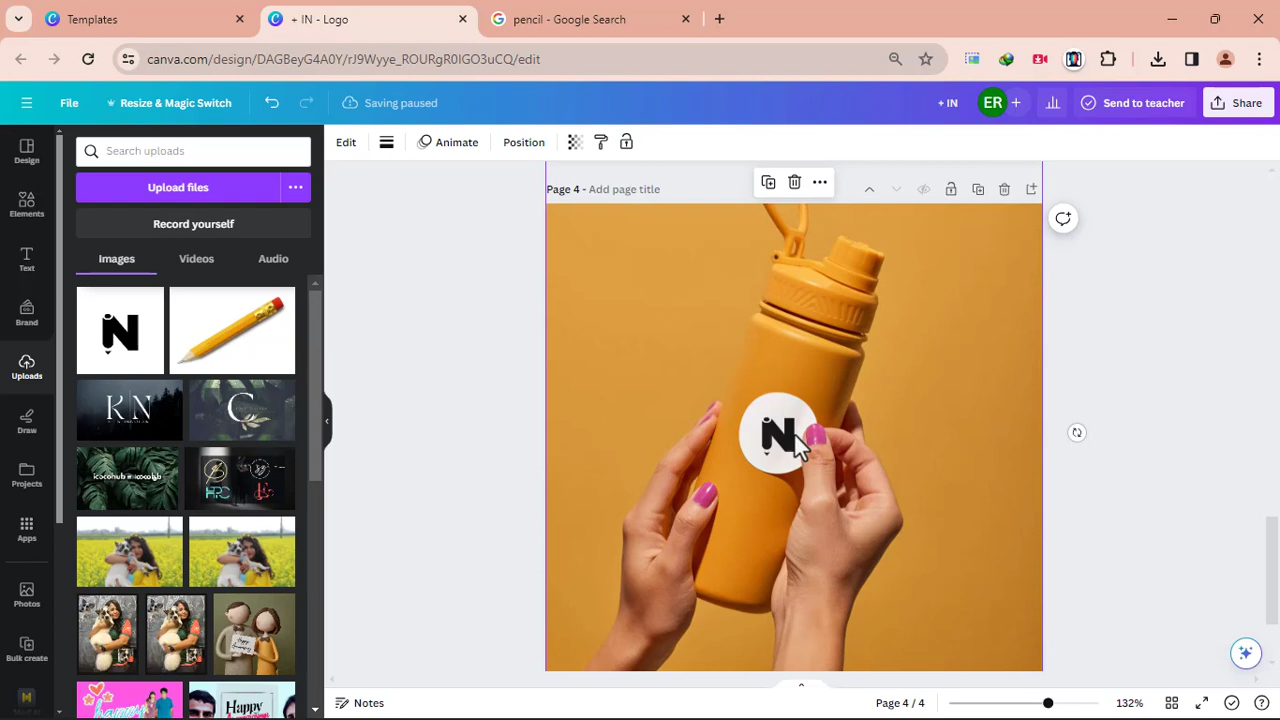 Templates
+ IN - Logo
pencil - Google Search
canva.com/design/DAGBeyG4A0Y/rJ9Wyye_ROURgR0IGO3uCQ/edit
File
Resize & Magic Switch
Saving paused
+ IN
ER
Send to teacher
Share
Design
Elements
Text
Brand
Uploads
Draw
Projects
Apps
Photos
Bulk create
Search uploads
Upload files
Record yourself
Images
Videos
Audio
N
KN
C
HPC
Happy
Happy
Edit
Animate
Position
Page 4 - Add page title
N
Notes
Page 4 / 4
132%